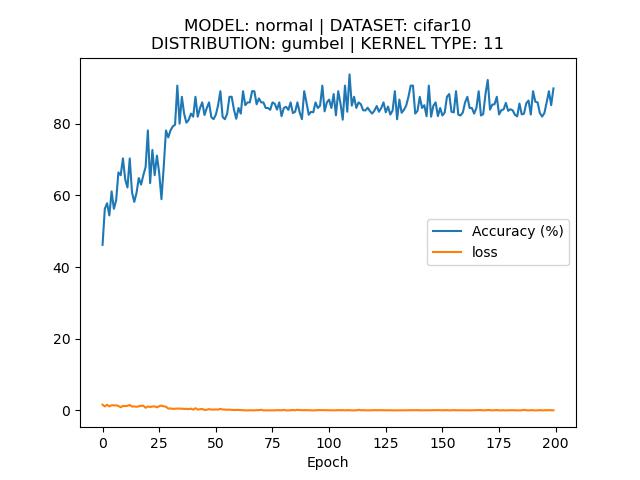 MODEL: normal | DATASET: cifar10
DISTRIBUTION: gumbel | KERNEL TYPE: 11
80
60
40
20
0
Accuracy (%)
loss
0 25 50 75 100 125 150 175 200
Epoch